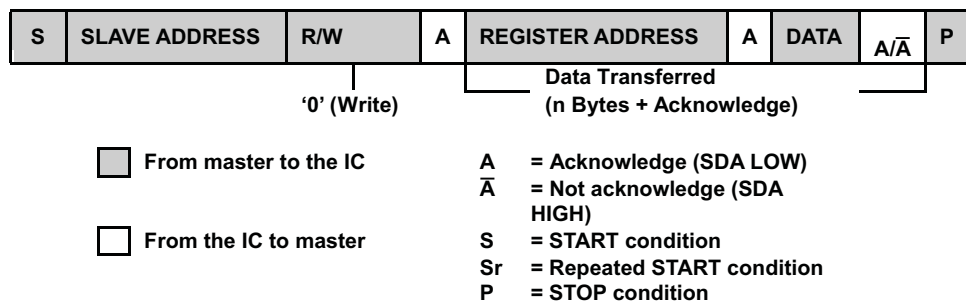 S SLAVE ADDRESS R/W A REGISTER ADDRESS A DATA A/A̅ P
Data Transferred
‘0’ (Write) (n Bytes + Acknowledge)
From master to the IC
From the IC to master
A = Acknowledge (SDA LOW)
A̅ = Not acknowledge (SDA
HIGH)
S = START condition
Sr = Repeated START condition
P = STOP condition